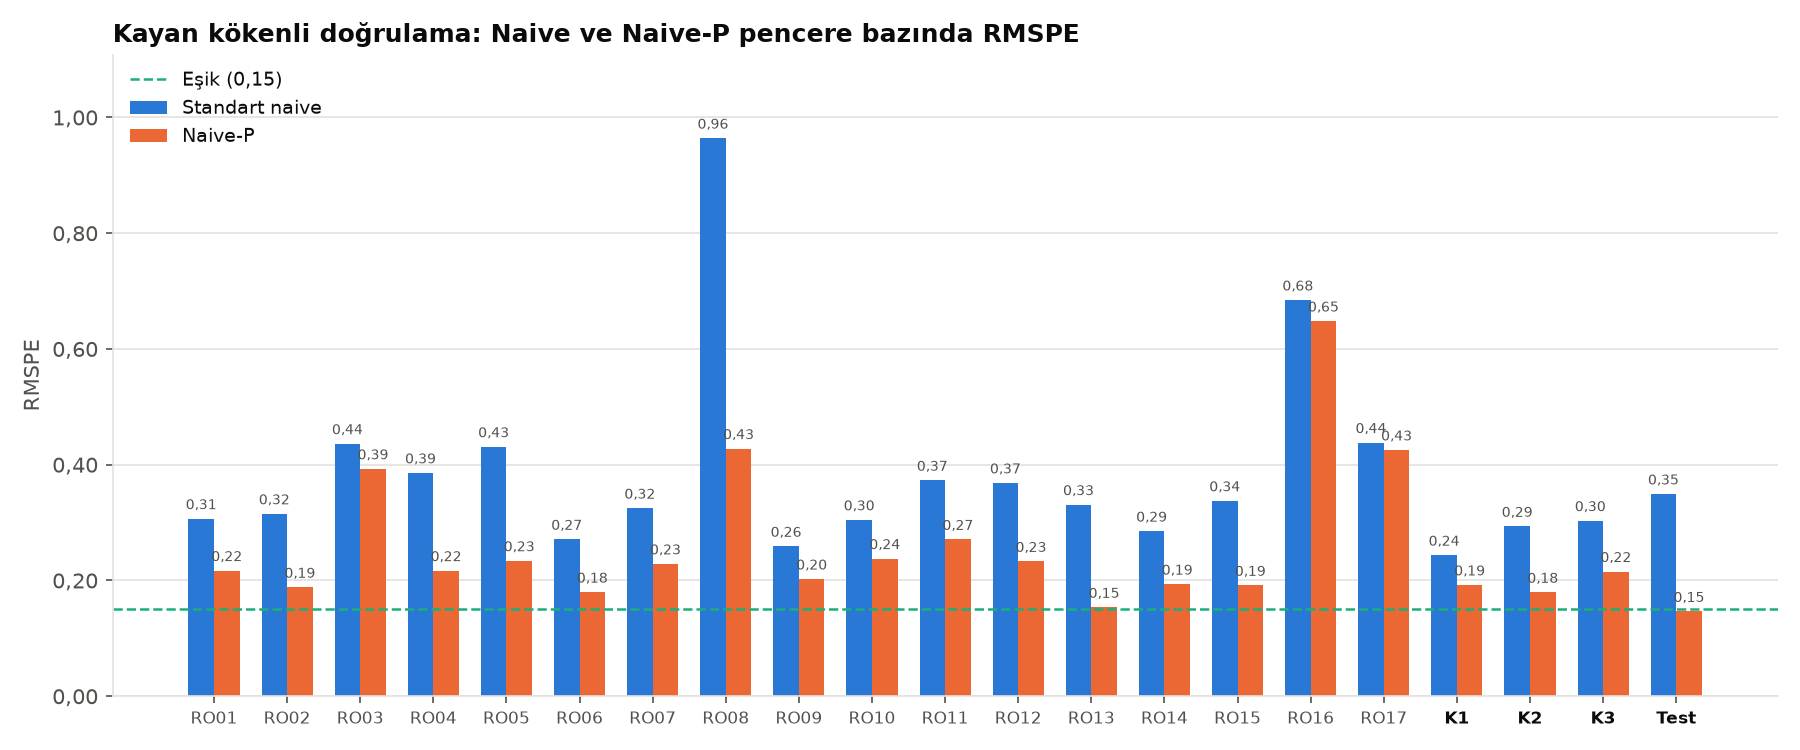 Kayan kökenli doğrulama: Naive ve Naive-P pencere bazında RMSPE
Eşik (0,15)
Standart naive
Naive-P
RMSPE
1,00
0,80
0,60
0,40
0,20
0,00
0,31 0,22 0,32 0,19 0,44 0,39 0,39 0,22 0,43 0,23 0,27 0,18 0,32 0,23 0,96 0,43 0,26 0,20 0,30 0,24 0,37 0,27 0,37 0,23 0,33 0,15 0,29 0,19 0,34 0,19 0,68 0,65 0,44 0,43 0,24 0,19 0,29 0,18 0,30 0,22 0,35 0,15
RO01 RO02 RO03 RO04 RO05 RO06 RO07 RO08 RO09 RO10 RO11 RO12 RO13 RO14 RO15 RO16 RO17 K1 K2 K3 Test